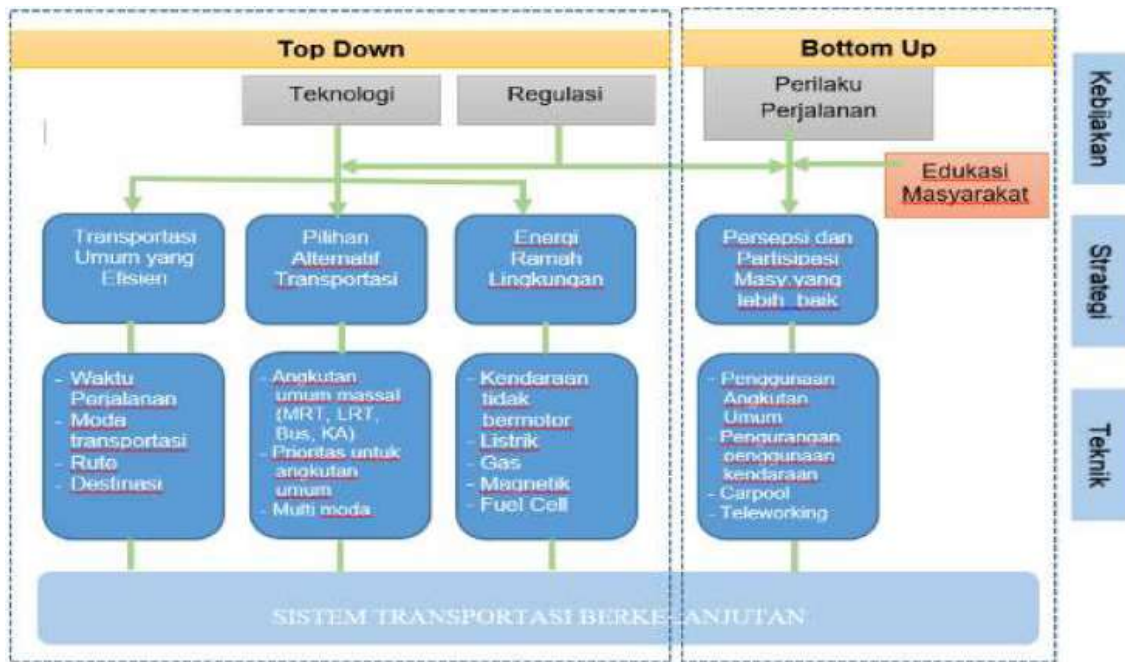 Top Down
Bottom Up
Teknologi
Regulasi
Perilaku
Perjalanan
Kebijakan
Edukasi
Masyarakat
Transportasi
Umum yang
Efisien
Pilihan
Alternatif
Transportasi
Energi
Ramah
Lingkungan
Persepsi dan
Partisipasi
Masy.yang
lebih baik
Strategi
- Waktu
Perjalanan
- Moda
transportasi
- Rute
- Destinasi
- Angkutan
umum massal
(MRT, LRT,
Bus, KA)
- Prioritas untuk
angkutan
umum
- Multi moda
- Kendaraan
tidak
bermotor
- Listrik
- Gas
- Magnetik
- Fuel Cell
- Penggunaan
Angkutan
Umum
- Pengurangan
penggunaan
kendaraan
- Carpool
- Teleworking
Teknik
SISTEM TRANSPORTASI BERKELANJUTAN